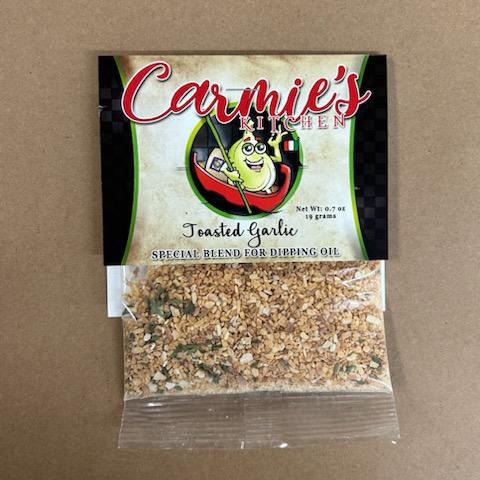 Carmie's
KITCHEN
Net Wt: 0.7 oz
19 grams
Toasted Garlic
SPECIAL BLEND FOR DIPPING OIL